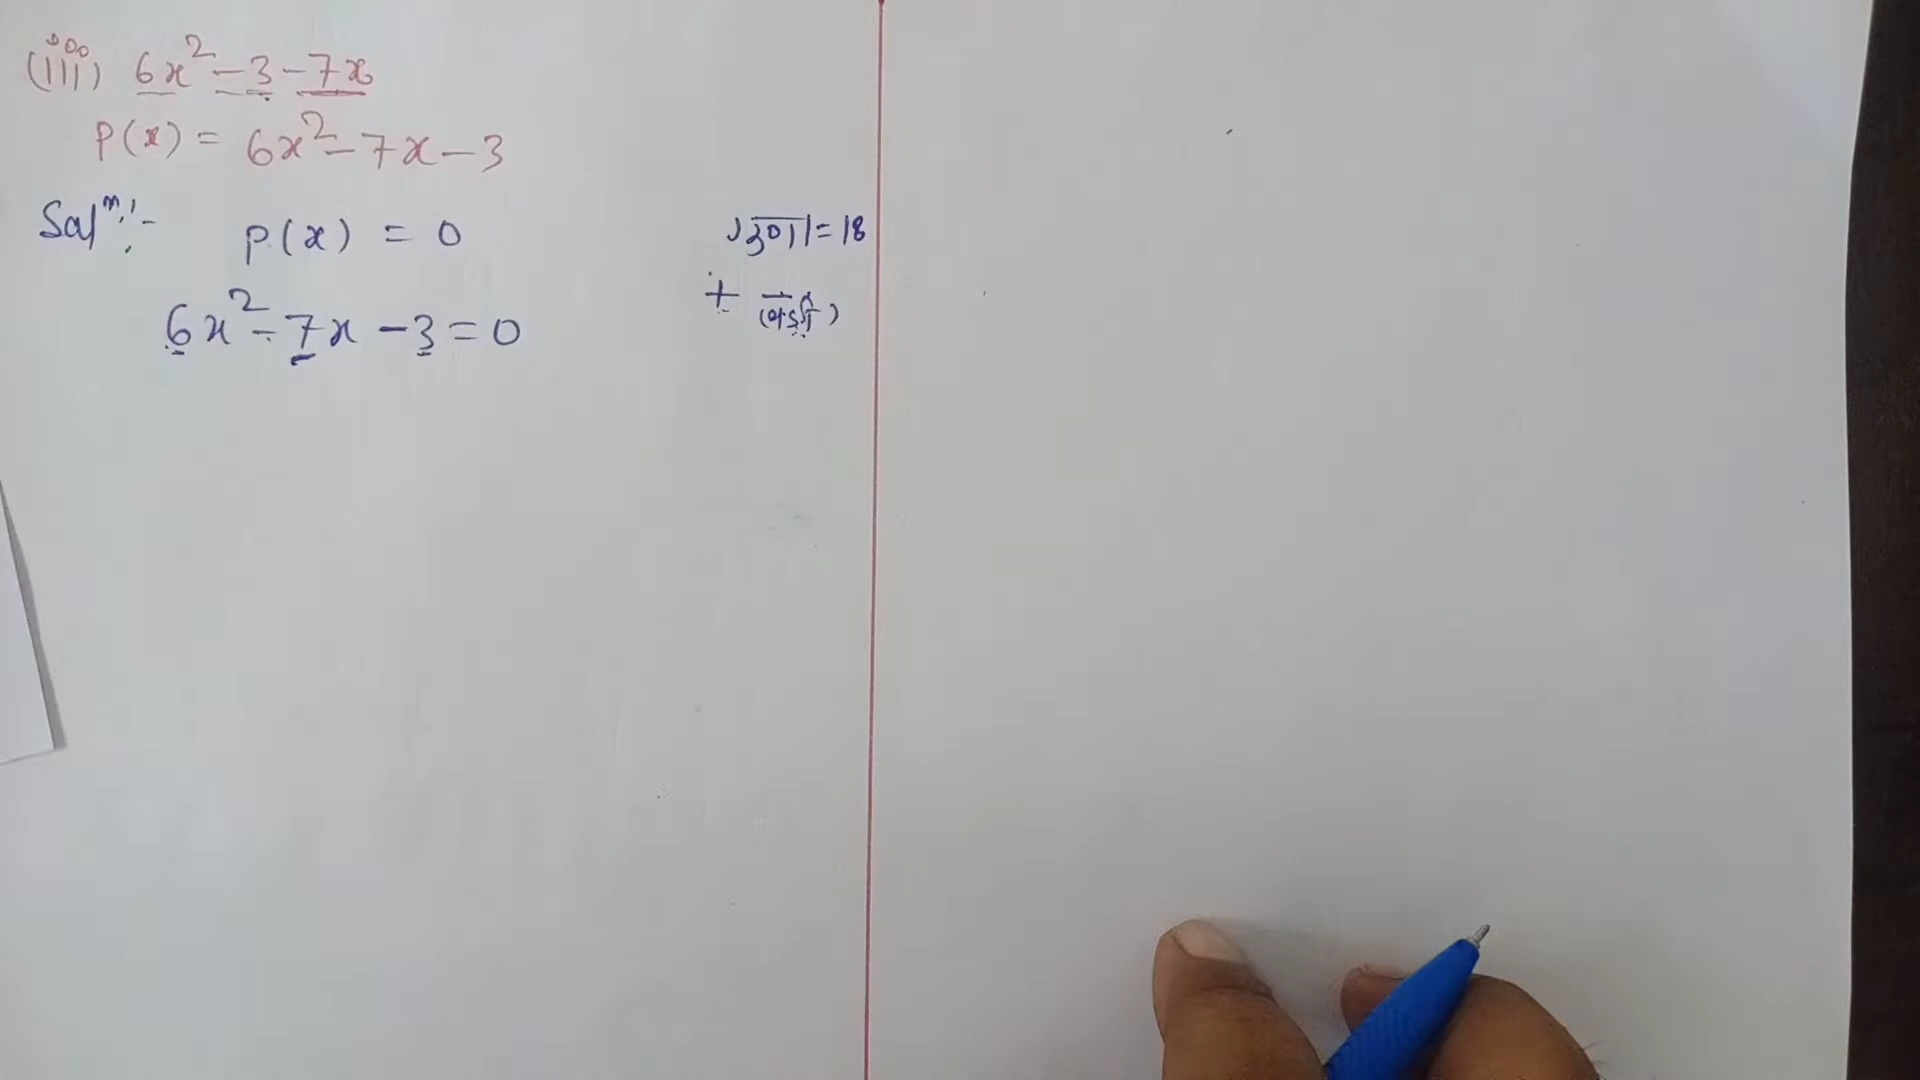 (iii) 6x² - 3 - 7x
P(x) = 6x² - 7x - 3
Solⁿ:-
p(x) = 0
6x² - 7x - 3 = 0
गुणा = 18
+ -